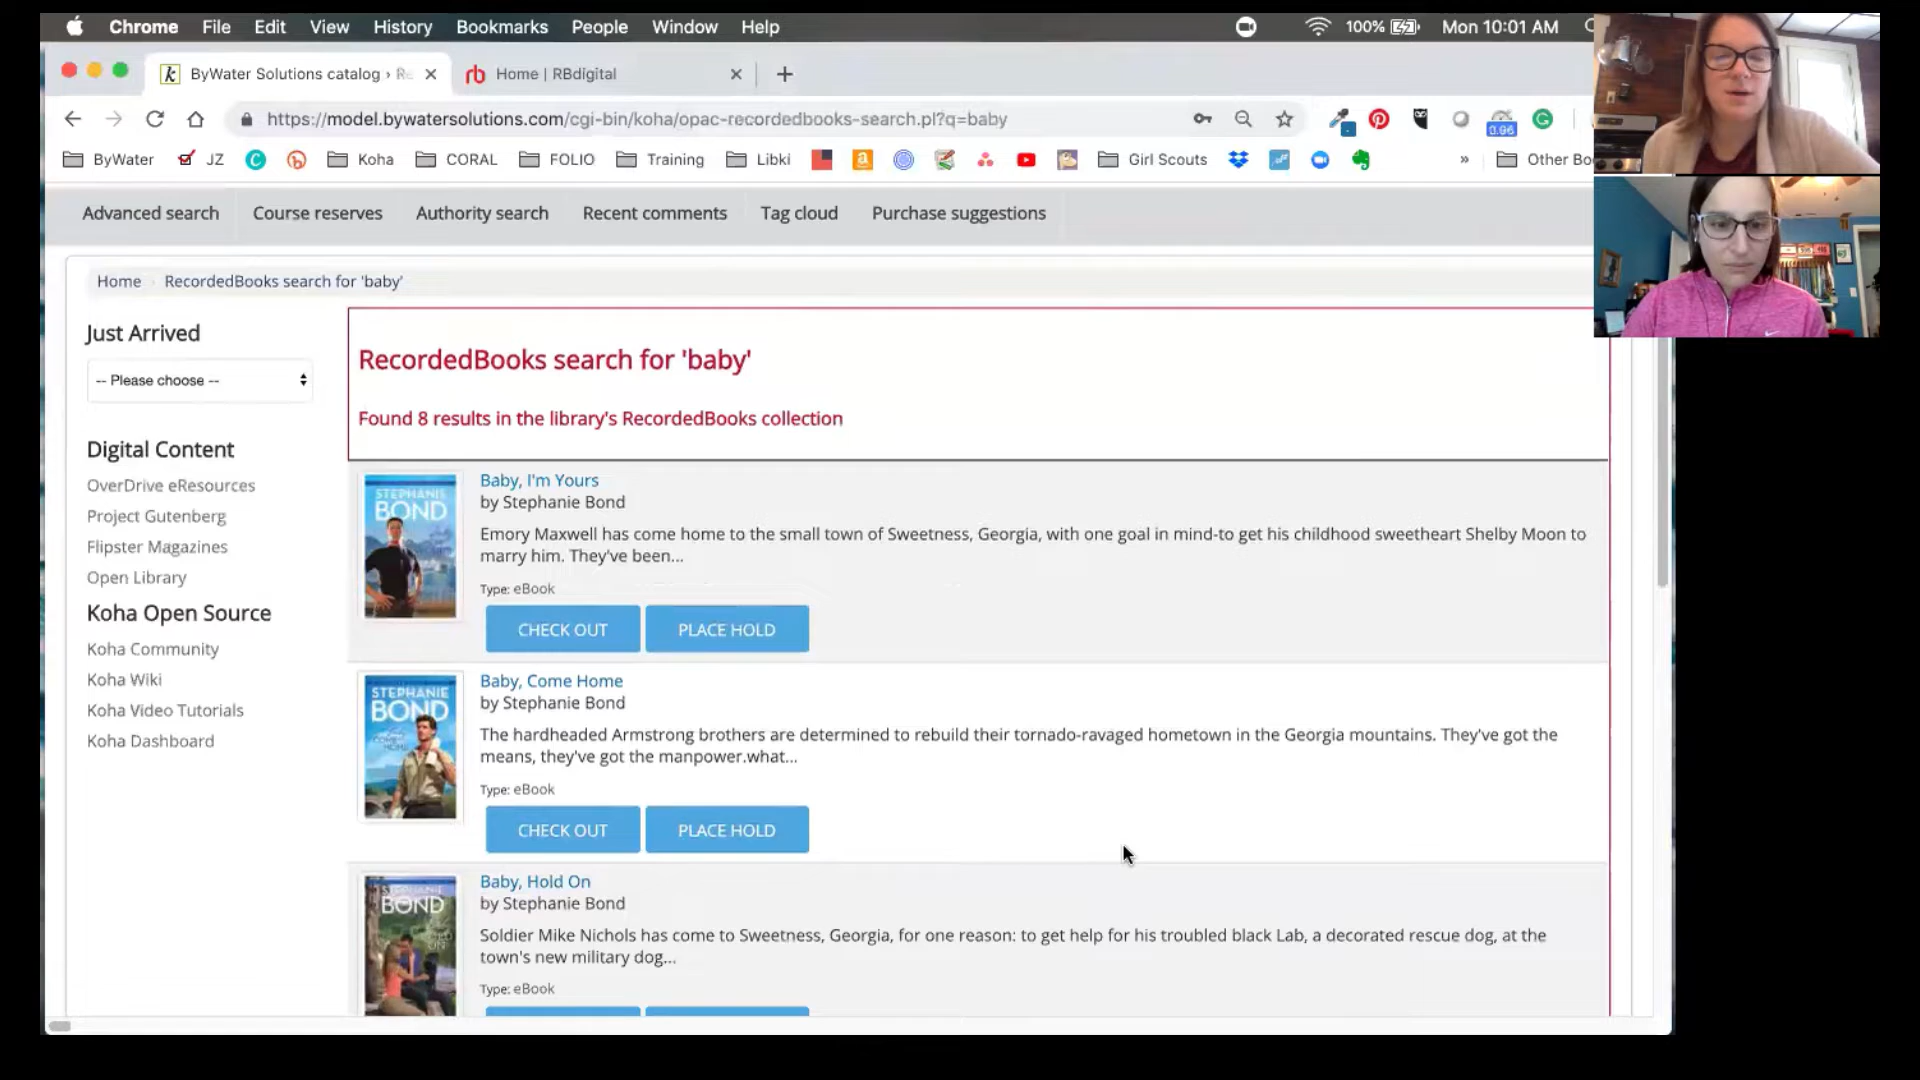 Chrome File Edit View History Bookmarks People Window Help 100% Mon 10:01 AM
ByWater Solutions catalog › Re Home | RBdigital
https://model.bywatersolutions.com/cgi-bin/koha/opac-recordedbooks-search.pl?q=baby 0.96
ByWater JZ Koha CORAL FOLIO Training Libki Girl Scouts » Other Bo
Advanced search Course reserves Authority search Recent comments Tag cloud Purchase suggestions
Home RecordedBooks search for 'baby'
Just Arrived
-- Please choose --
Digital Content
OverDrive eResources
Project Gutenberg
Flipster Magazines
Open Library
Koha Open Source
Koha Community
Koha Wiki
Koha Video Tutorials
Koha Dashboard
RecordedBooks search for 'baby'
Found 8 results in the library's RecordedBooks collection
STEPHANIE
BOND
Baby, I'm Yours
by Stephanie Bond
Emory Maxwell has come home to the small town of Sweetness, Georgia, with one goal in mind-to get his childhood sweetheart Shelby Moon to
marry him. They've been...
Type: eBook
CHECK OUT PLACE HOLD
STEPHANIE
BOND
Baby, Come Home
by Stephanie Bond
The hardheaded Armstrong brothers are determined to rebuild their tornado-ravaged hometown in the Georgia mountains. They've got the
means, they've got the manpower.what...
Type: eBook
CHECK OUT PLACE HOLD
STEPHANIE
BOND
Baby, Hold On
by Stephanie Bond
Soldier Mike Nichols has come to Sweetness, Georgia, for one reason: to get help for his troubled black Lab, a decorated rescue dog, at the
town's new military dog...
Type: eBook